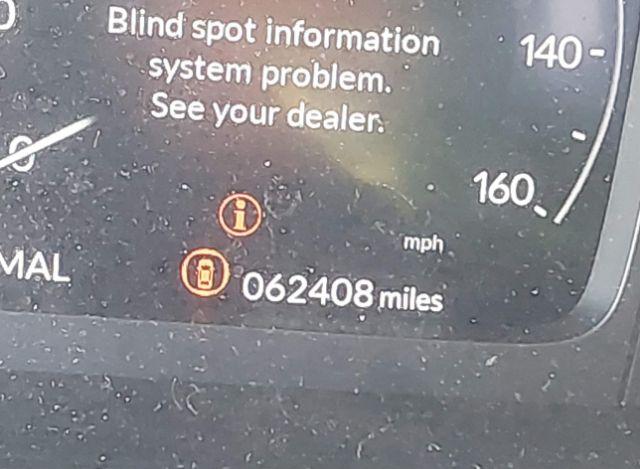 Blind spot information
system problem.
See your dealer.
140
160
mph
MAL
062408 miles